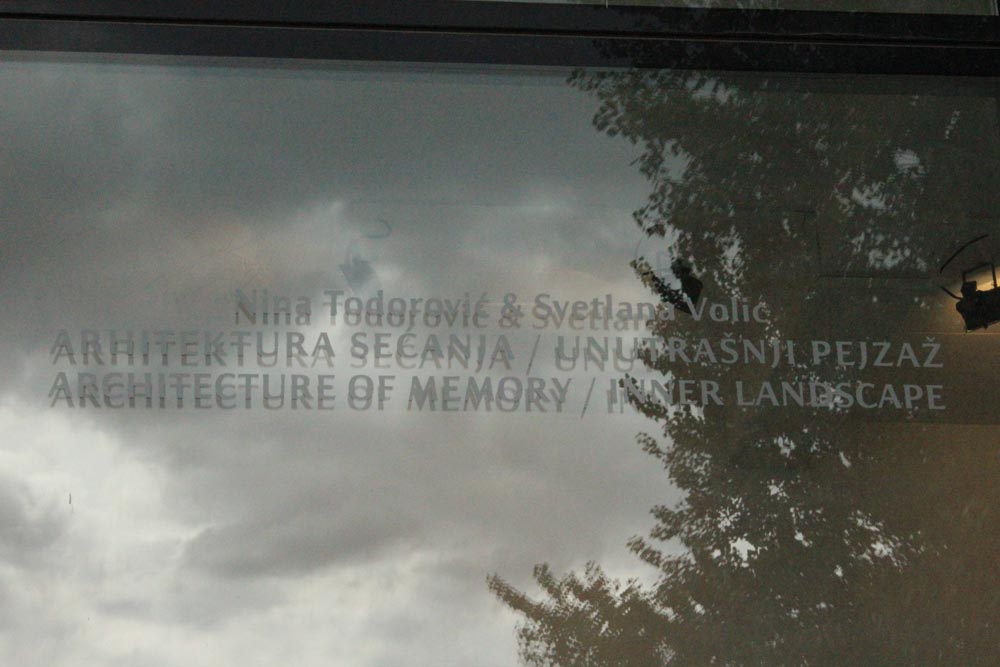 Nina Todorović & Svetlana Volic
ARHITEKTURA SEĆANJA / UNUTRAŠNJI PEJZAŽ
ARCHITECTURE OF MEMORY / INNER LANDSCAPE